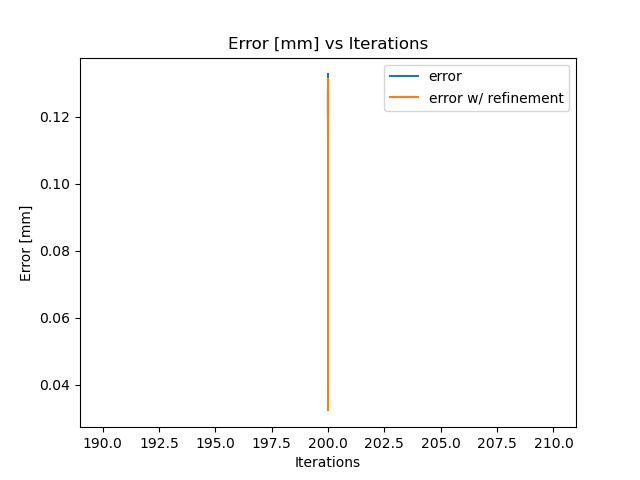 Error [mm] vs Iterations
error
error w/ refinement
0.12
0.10
0.08
0.06
0.04
Error [mm]
190.0 192.5 195.0 197.5 200.0 202.5 205.0 207.5 210.0
Iterations